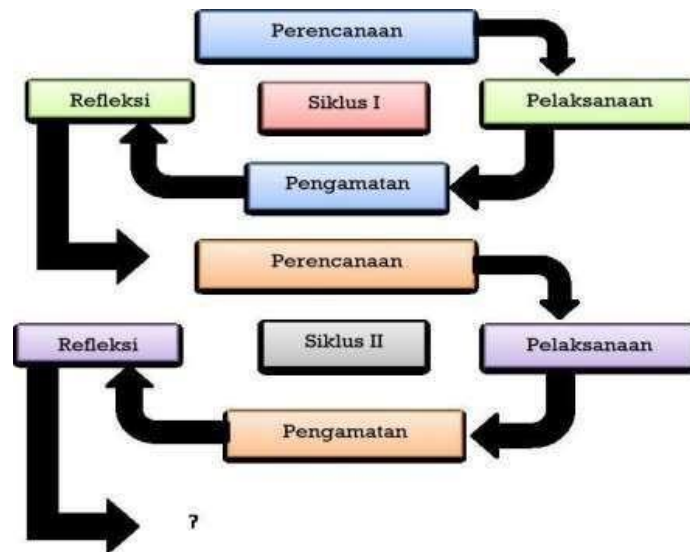 Perencanaan
Refleksi
Siklus I
Pelaksanaan
Pengamatan
Perencanaan
Refleksi
Siklus II
Pelaksanaan
Pengamatan
?